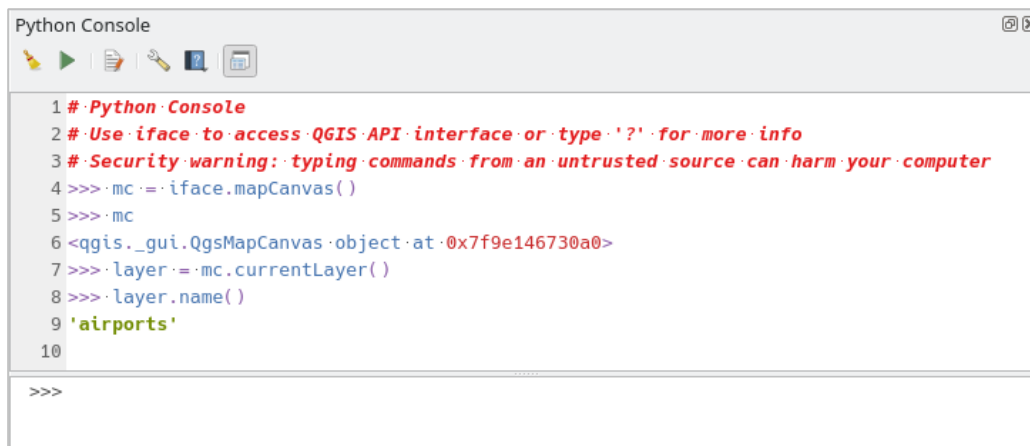 Python Console
1 # Python Console
2 # Use iface to access QGIS API interface or type '?' for more info
3 # Security warning: typing commands from an untrusted source can harm your computer
4 >>> mc = iface.mapCanvas()
5 >>> mc
6 <qgis._gui.QgsMapCanvas object at 0x7f9e146730a0>
7 >>> layer = mc.currentLayer()
8 >>> layer.name()
9 'airports'
10
>>>